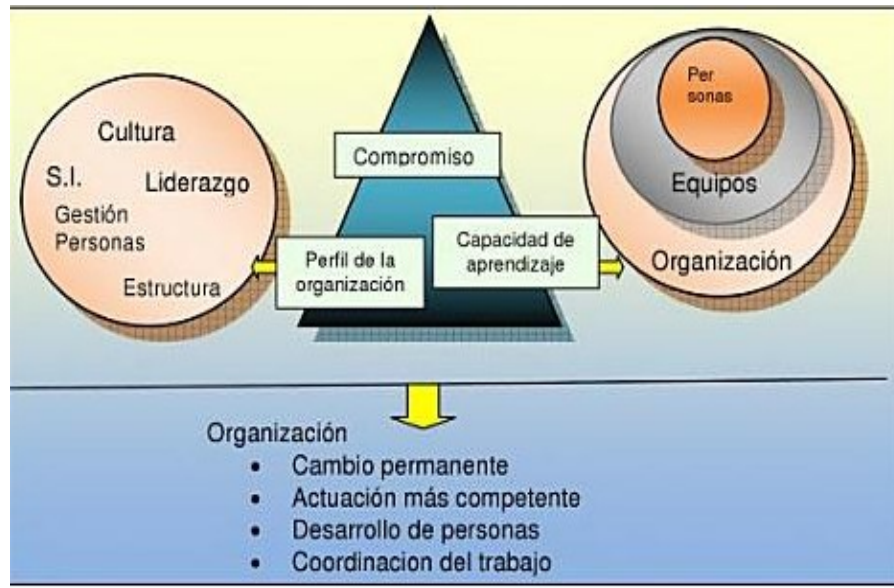 Cultura
S.I.
Liderazgo
Gestión
Personas
Estructura
Compromiso
Perfil de la
organización
Capacidad de
aprendizaje
Per
sonas
Equipos
Organización
Organización
• Cambio permanente
• Actuación más competente
• Desarrollo de personas
• Coordinacion del trabajo